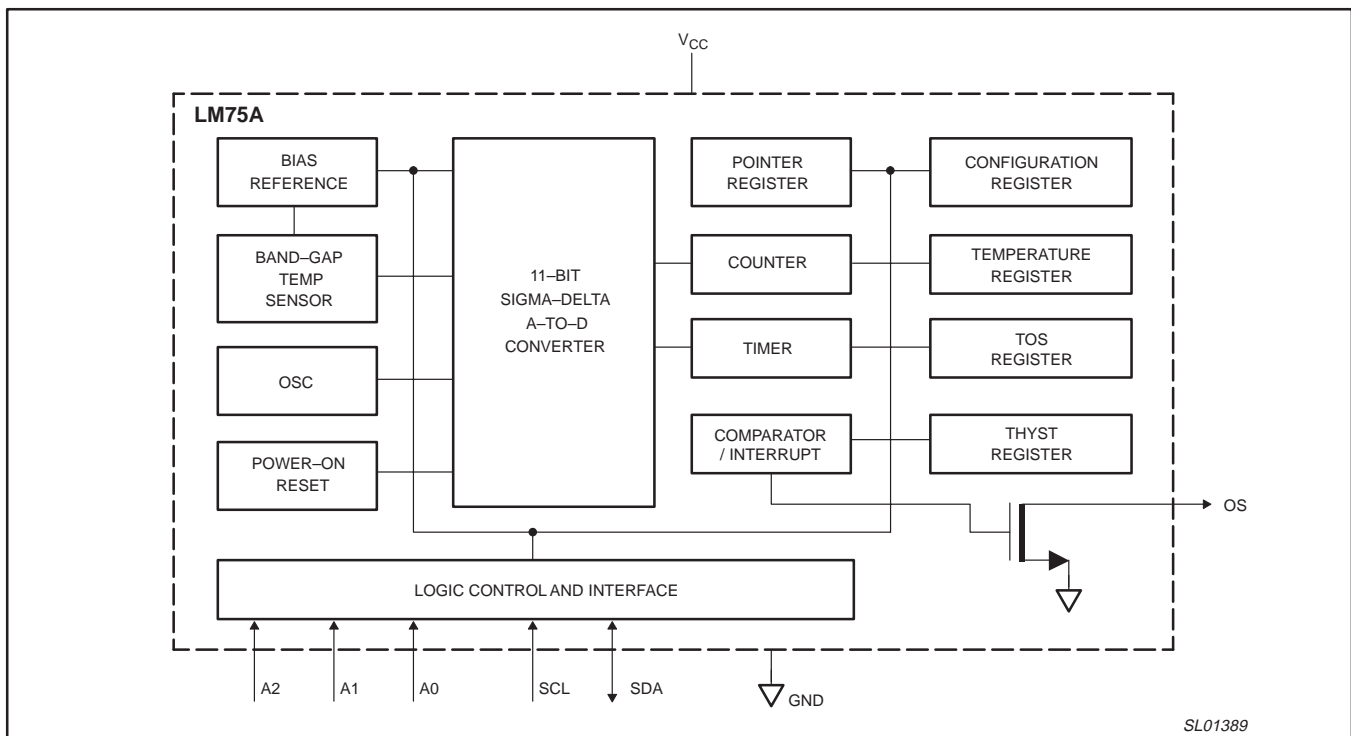 VCC
LM75A
BIAS
REFERENCE
BAND–GAP
TEMP
SENSOR
OSC
POWER–ON
RESET
11–BIT
SIGMA–DELTA
A–TO–D
CONVERTER
POINTER
REGISTER
CONFIGURATION
REGISTER
COUNTER
TEMPERATURE
REGISTER
TIMER
TOS
REGISTER
COMPARATOR
/ INTERRUPT
THYST
REGISTER
OS
LOGIC CONTROL AND INTERFACE
A2
A1
A0
SCL
SDA
GND
SL01389